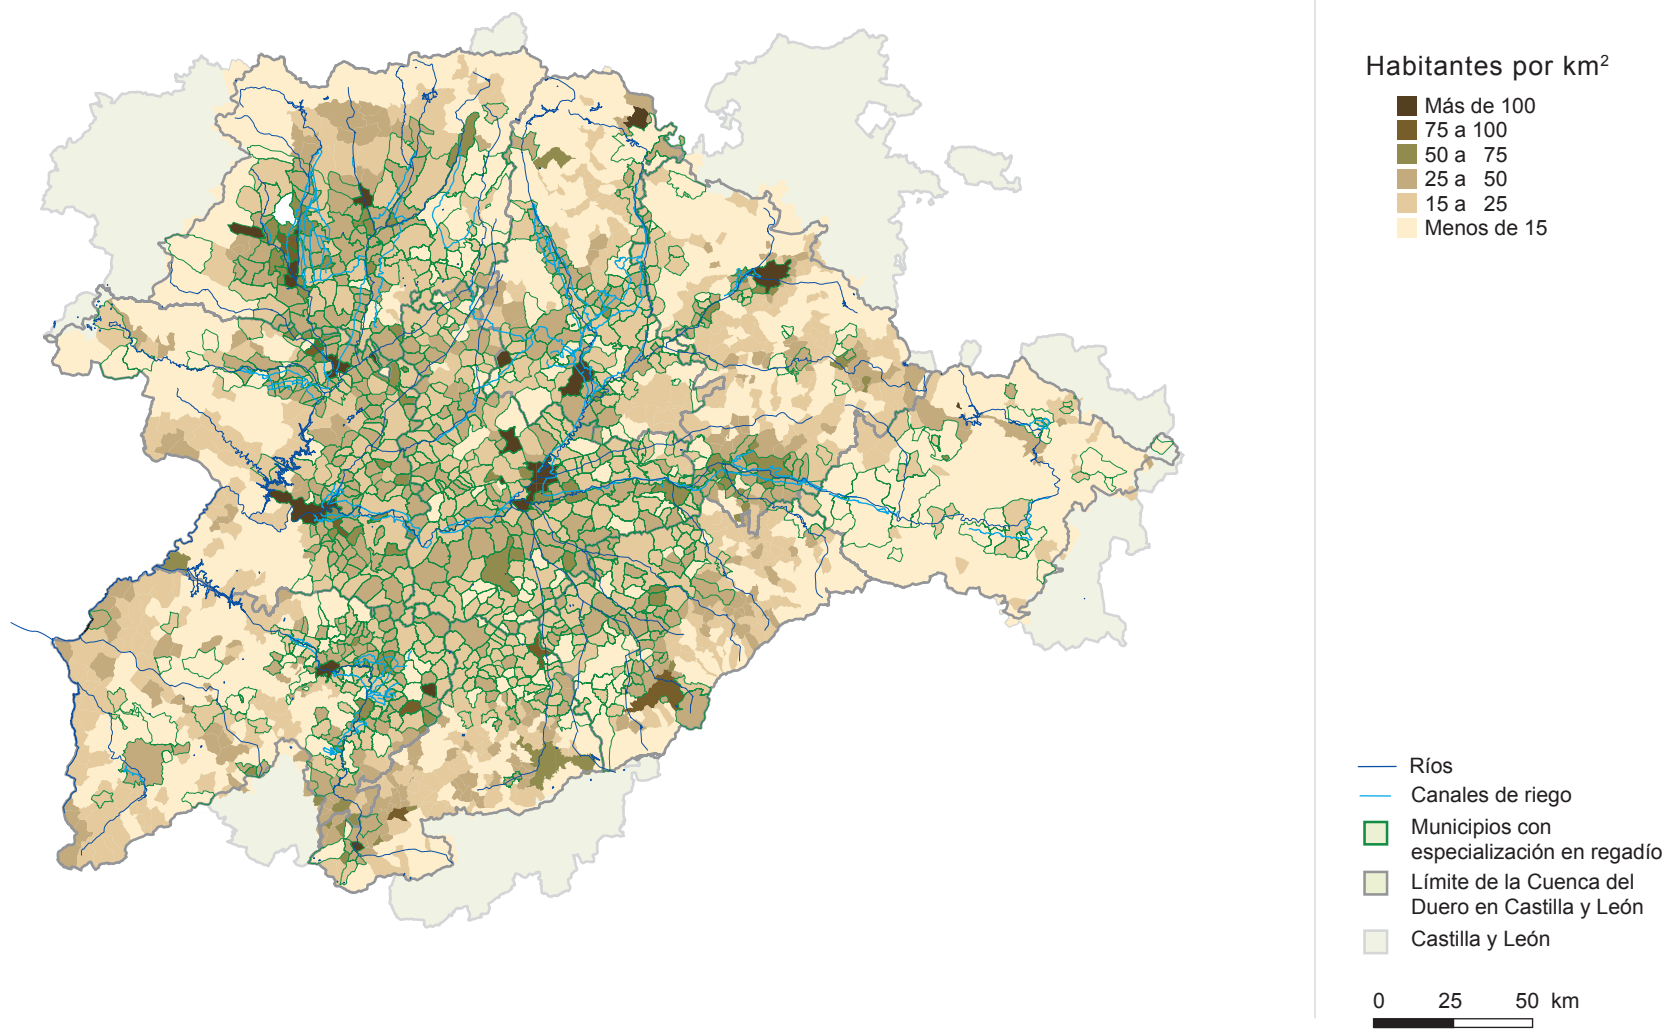 Habitantes por km²
Más de 100
75 a 100
50 a 75
25 a 50
15 a 25
Menos de 15
Ríos
Canales de riego
Municipios con
especialización en regadío
Límite de la Cuenca del
Duero en Castilla y León
Castilla y León
0 25 50 km